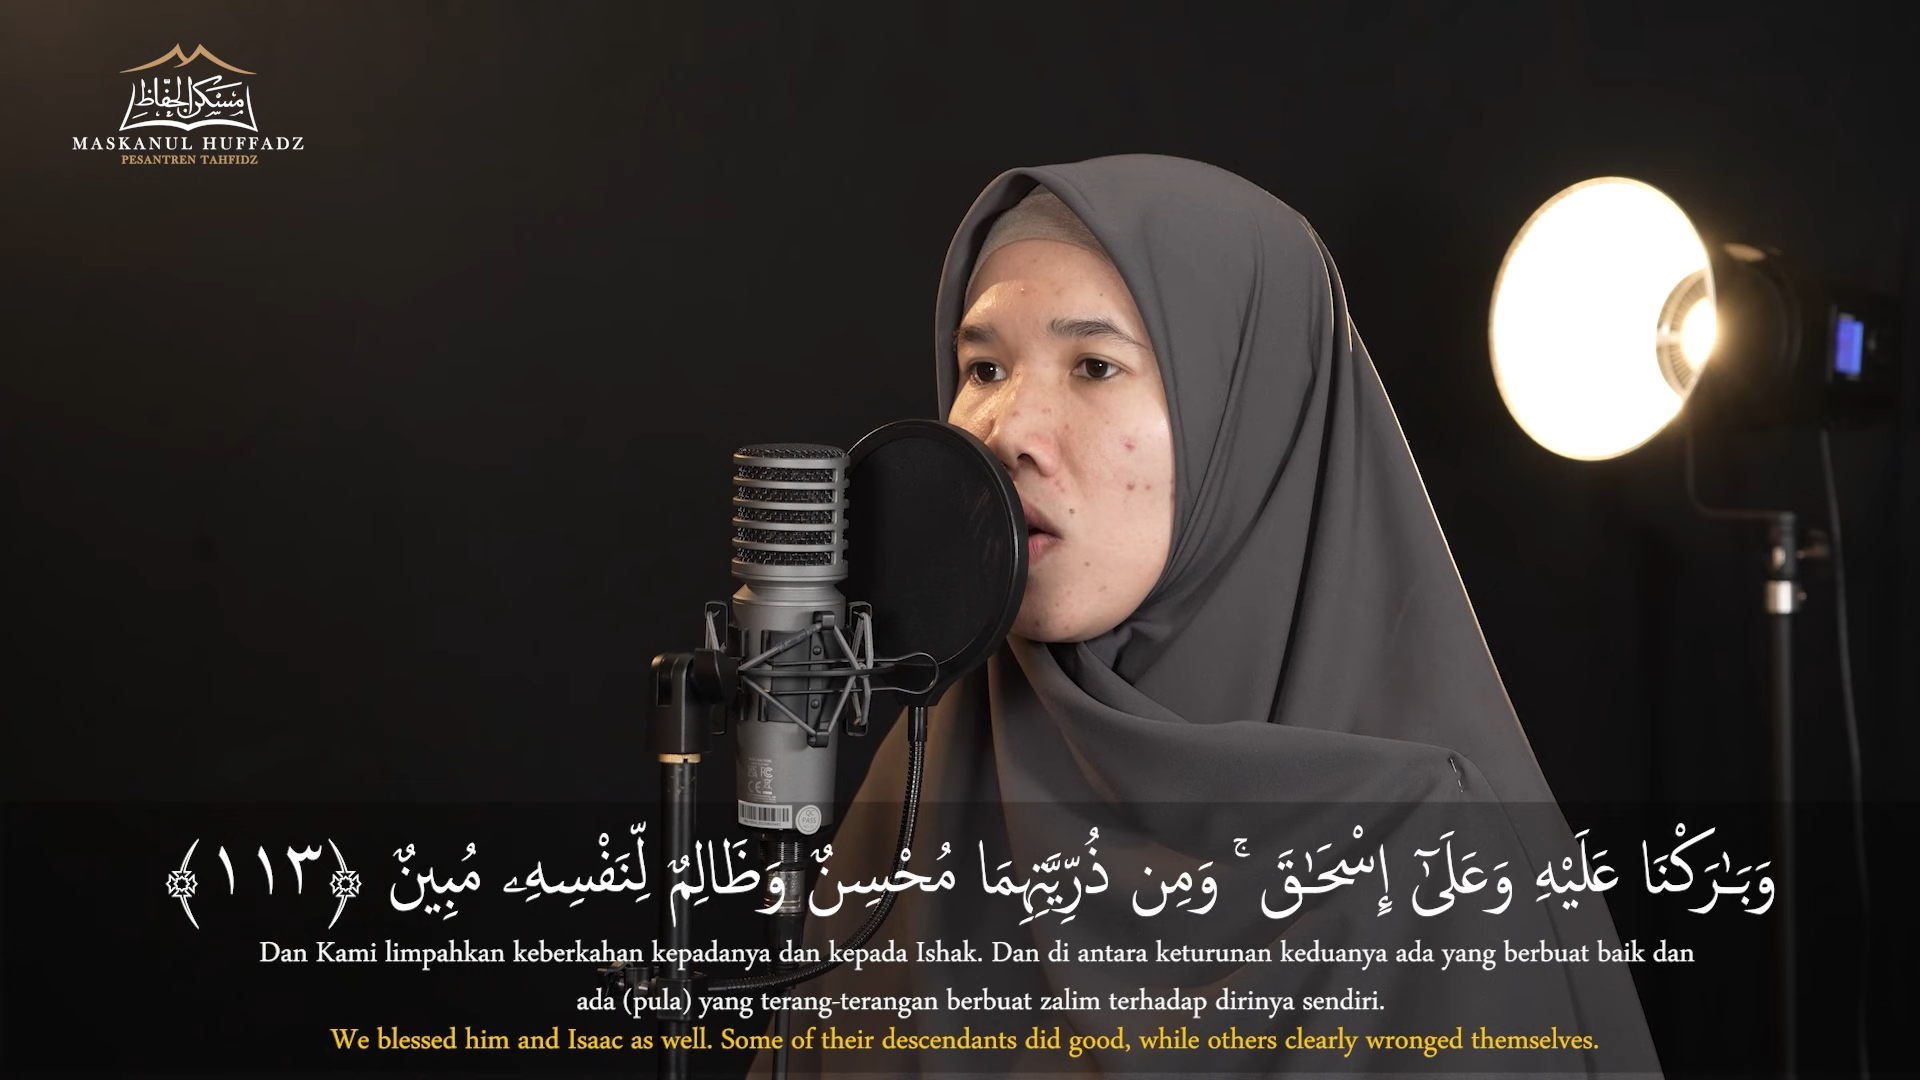 مسكن الحفاظ
MASKANUL HUFFADZ
PESANTREN TAHFIDZ
PASS
وَبَـٰرَكْنَا عَلَيْهِ وَعَلَىٰٓ إِسْحَـٰقَ ۚ وَمِن ذُرِّيَّتِهِمَا مُحْسِنٌ وَظَالِمٌ لِّنَفْسِهِۦ مُبِينٌ ﴿١١٣﴾
Dan Kami limpahkan keberkahan kepadanya dan kepada Ishak. Dan di antara keturunan keduanya ada yang berbuat baik dan
ada (pula) yang terang-terangan berbuat zalim terhadap dirinya sendiri.
We blessed him and Isaac as well. Some of their descendants did good, while others clearly wronged themselves.